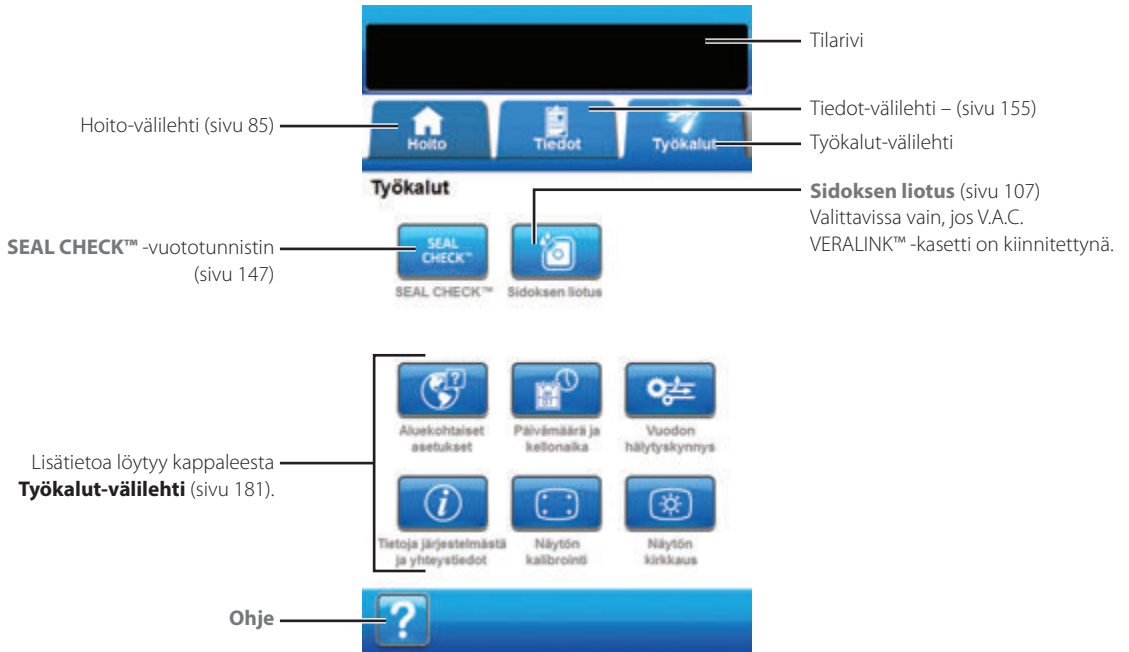 Tilarivi
Hoito-välilehti (sivu 85)
Tiedot-välilehti – (sivu 155)
Työkalut-välilehti
Hoito
Tiedot
Työkalut
Työkalut
Sidoksen liotus (sivu 107)
Valittavissa vain, jos V.A.C.
VERALINK™ -kasetti on kiinnitettynä.
SEAL CHECK™ -vuototunnistin
(sivu 147)
SEAL
CHECK™
SEAL CHECK™
Sidoksen liotus
Aluekohtaiset
asetukset
Päivämäärä ja
kellonaika
Vuodon
hälytyskynnys
Lisätietoa löytyy kappaleesta
Työkalut-välilehti (sivu 181).
Tietoja järjestelmästä
ja yhteystiedot
Näytön
kalibrointi
Näytön
kirkkaus
Ohje
?